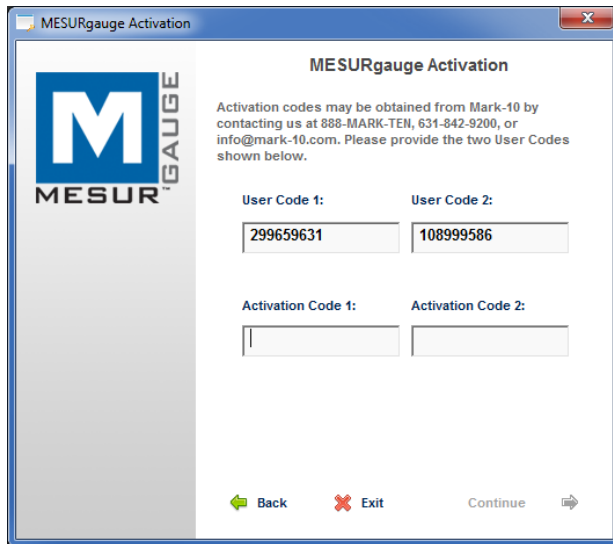 MESURgauge Activation
x
M
MESUR™
GAUGE
MESURgauge Activation
Activation codes may be obtained from Mark-10 by
contacting us at 888-MARK-TEN, 631-842-9200, or
info@mark-10.com. Please provide the two User Codes
shown below.
User Code 1: User Code 2:
299659631 108999586
Activation Code 1: Activation Code 2:
Back Exit Continue